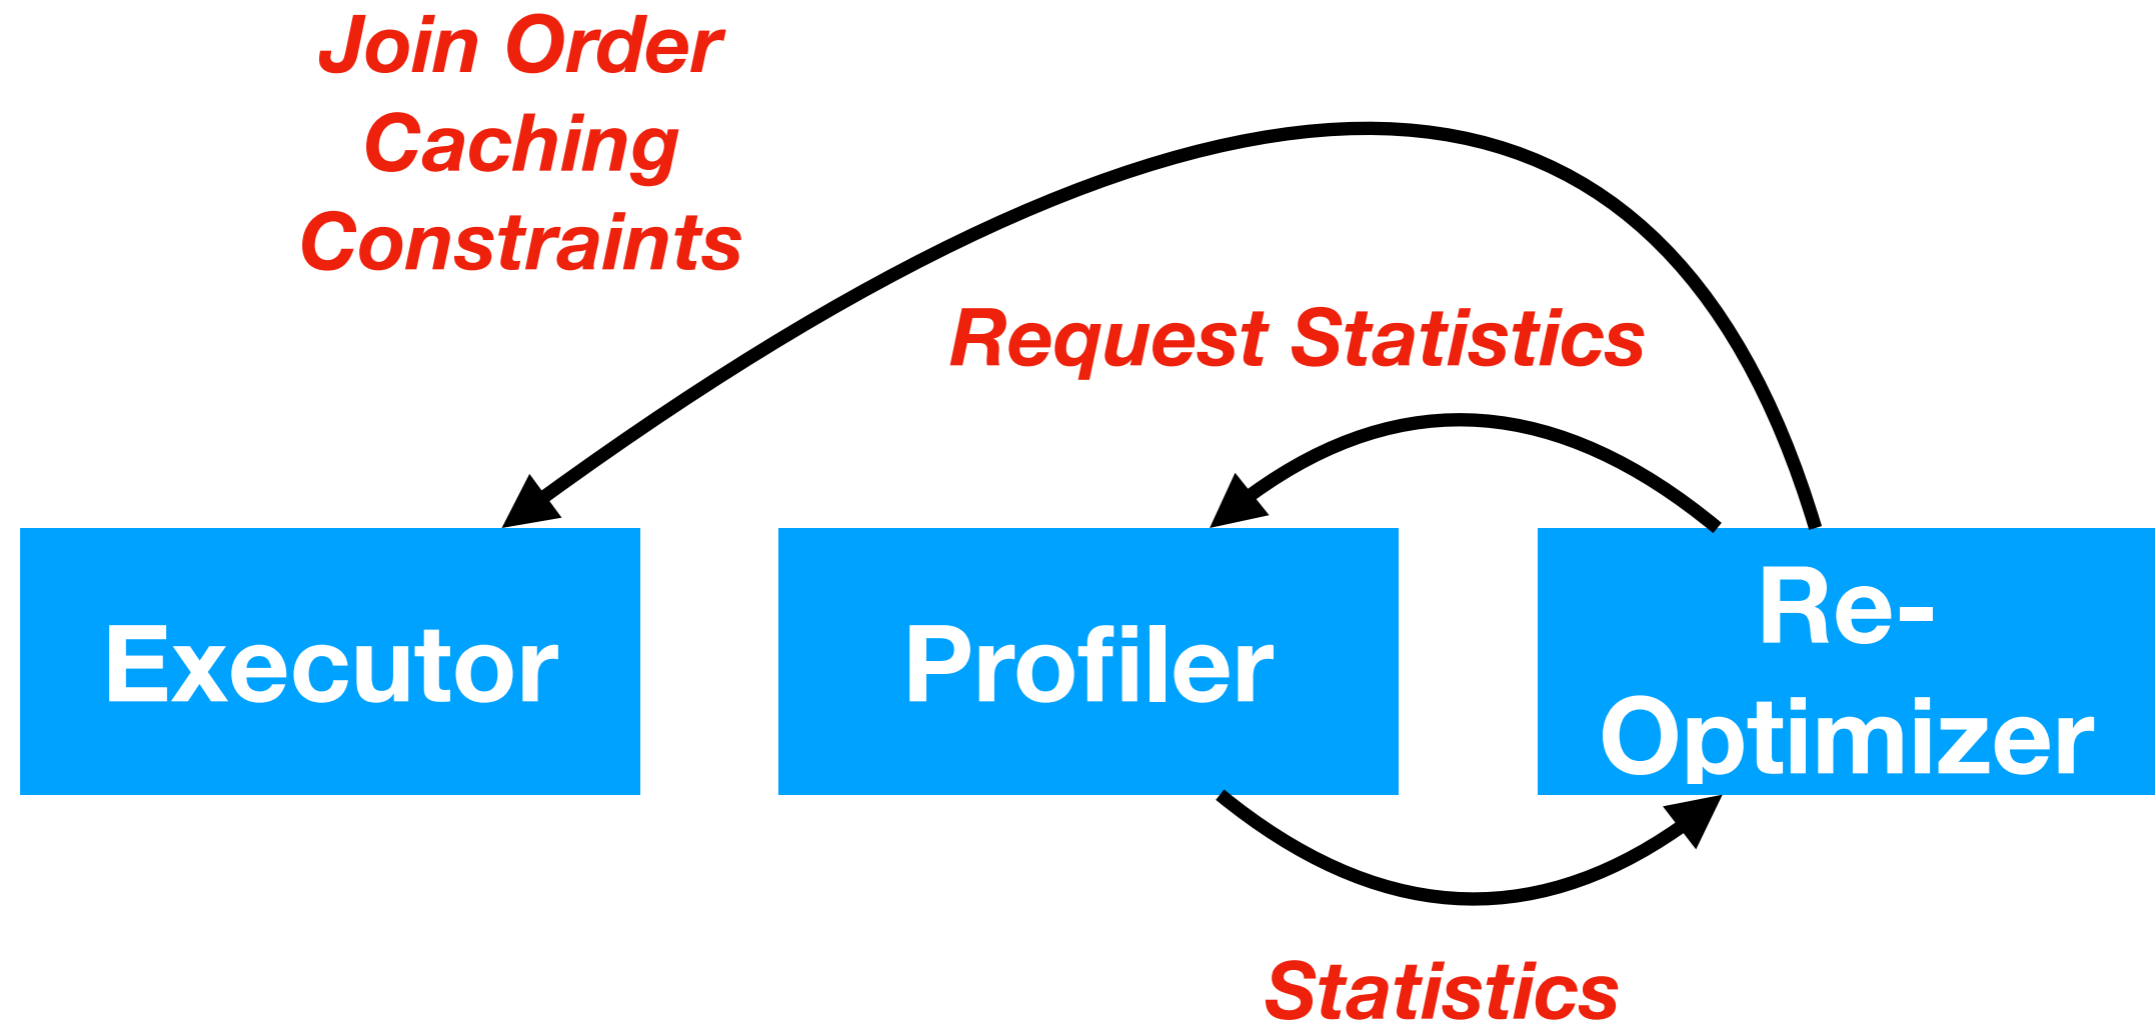 Join Order
Caching
Constraints
Request Statistics
Executor
Profiler
Re-
Optimizer
Statistics